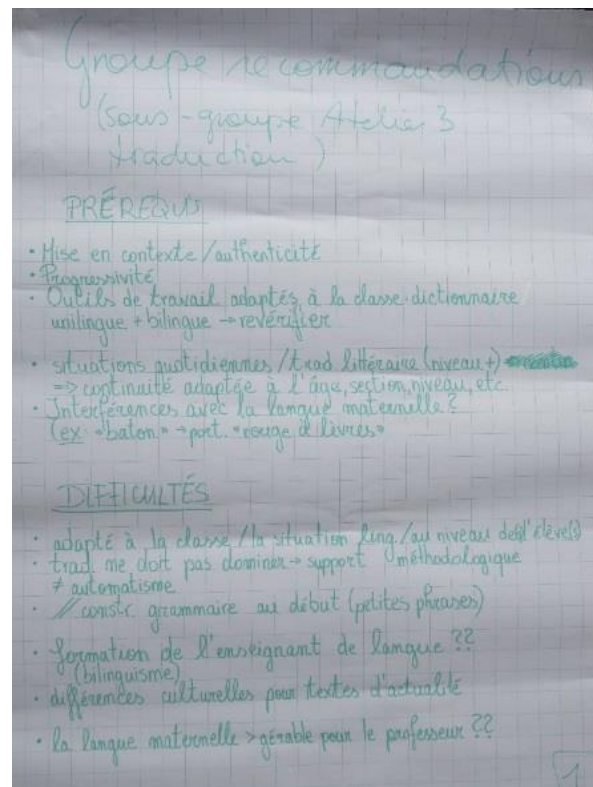 Groupe recommandations
(sous-groupe Atelier 3
traduction)
PRÉREQUIS
• Mise en contexte / authenticité
• Progressivité
• Outils de travail adaptés à la classe: dictionnaire
unilingue + bilingue → revérifier
• situations quotidiennes / trad littéraire (niveau +)
=> continuité adaptée à l'âge, section, niveau, etc.
• Interférences avec la langue maternelle?
(ex: "baton" → port. "rouge à lèvres"
DIFFICULTÉS
• adapté à la classe / la situation ling / au niveau de l'élève(s)
• trad ne doit pas dominer → support méthodologique
≠ automatisme
• // constr. grammaire au début (petites phrases)
• formation de l'enseignant de langue ??
(bilinguisme)
• différences culturelles pour textes d'actualité
• la langue maternelle > gérable pour le professeur ??
1